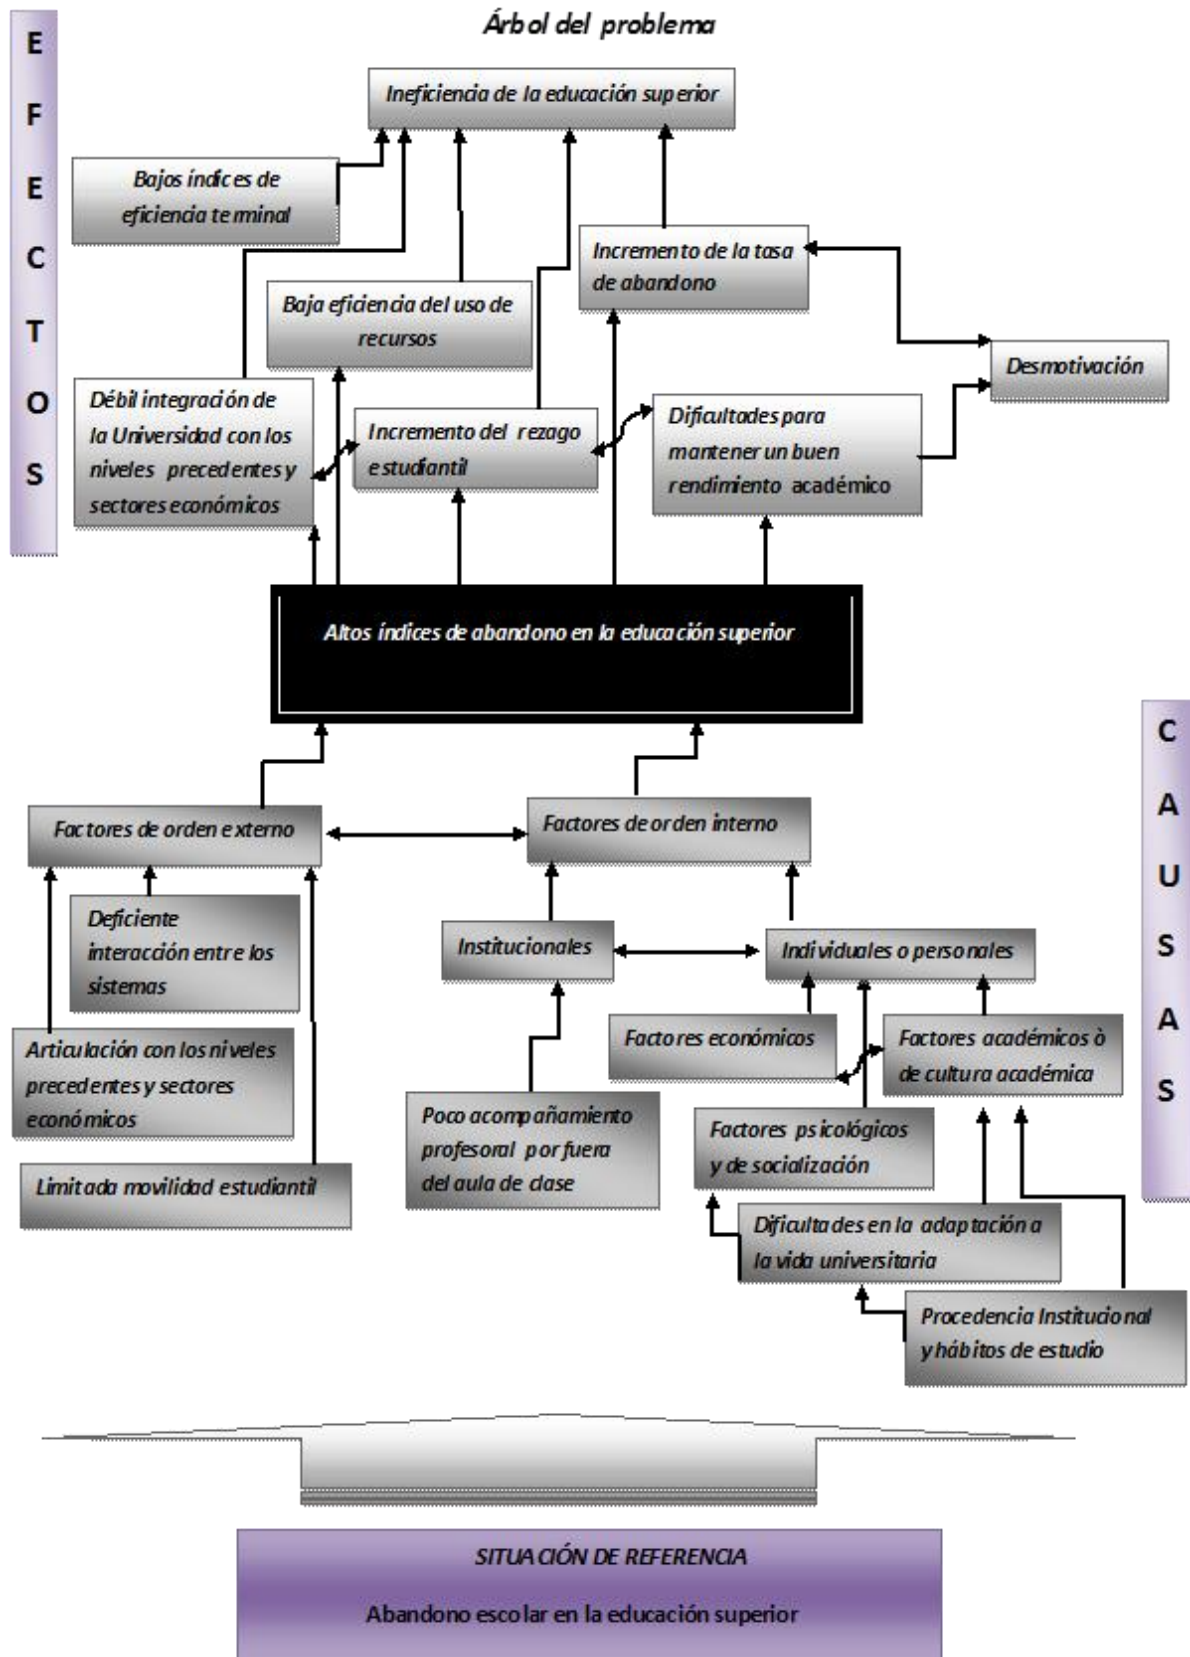 Árbol del problema
E
F
E
C
T
O
S
Ineficiencia de la educación superior
Bajos índices de
eficiencia terminal
Incremento de la tasa
de abandono
Baja eficiencia del uso de
recursos
Desmotivación
Débil integración de
la Universidad con los
niveles precedentes y
sectores económicos
Incremento del rezago
estudiantil
Dificultades para
mantener un buen
rendimiento académico
Altos índices de abandono en la educación superior
C
A
U
S
A
S
Factores de orden externo
Factores de orden interno
Deficiente
interacción entre los
sistemas
Institucionales
Individuales o personales
Articulación con los niveles
precedentes y sectores
económicos
Factores económicos
Factores académicos ò
de cultura académica
Poco acompañamiento
profesoral por fuera
del aula de clase
Factores psicológicos
y de socialización
Limitada movilidad estudiantil
Dificultades en la adaptación a
la vida universitaria
Procedencia Institucional
y hábitos de estudio
SITUACIÓN DE REFERENCIA
Abandono escolar en la educación superior